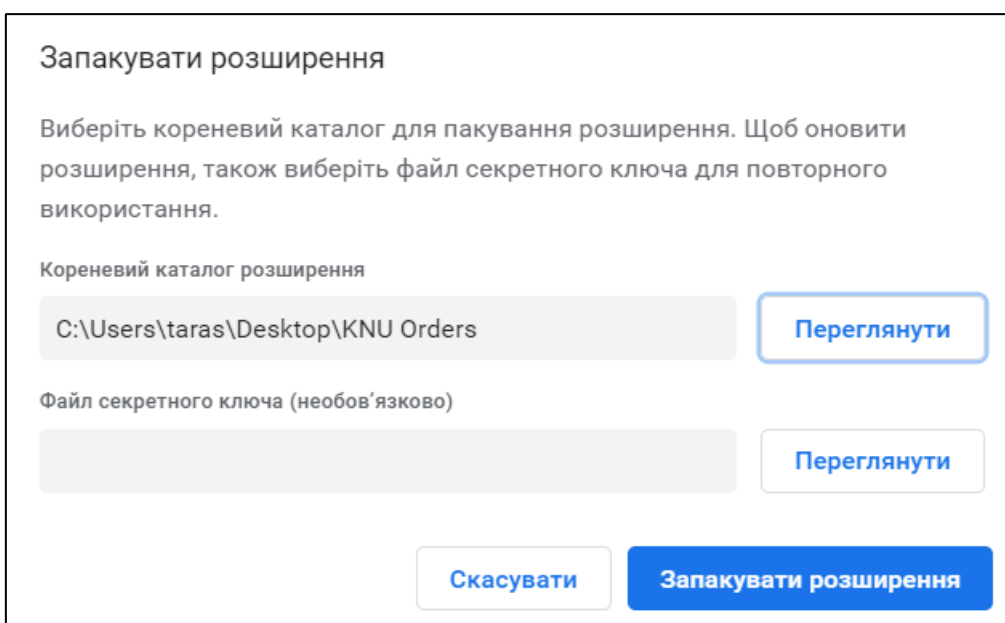 Запакувати розширення
Виберіть кореневий каталог для пакування розширення. Щоб оновити
розширення, також виберіть файл секретного ключа для повторного
використання.
Кореневий каталог розширення
C:\Users\taras\Desktop\KNU Orders
Переглянути
Файл секретного ключа (необов’язково)
Переглянути
Скасувати
Запакувати розширення